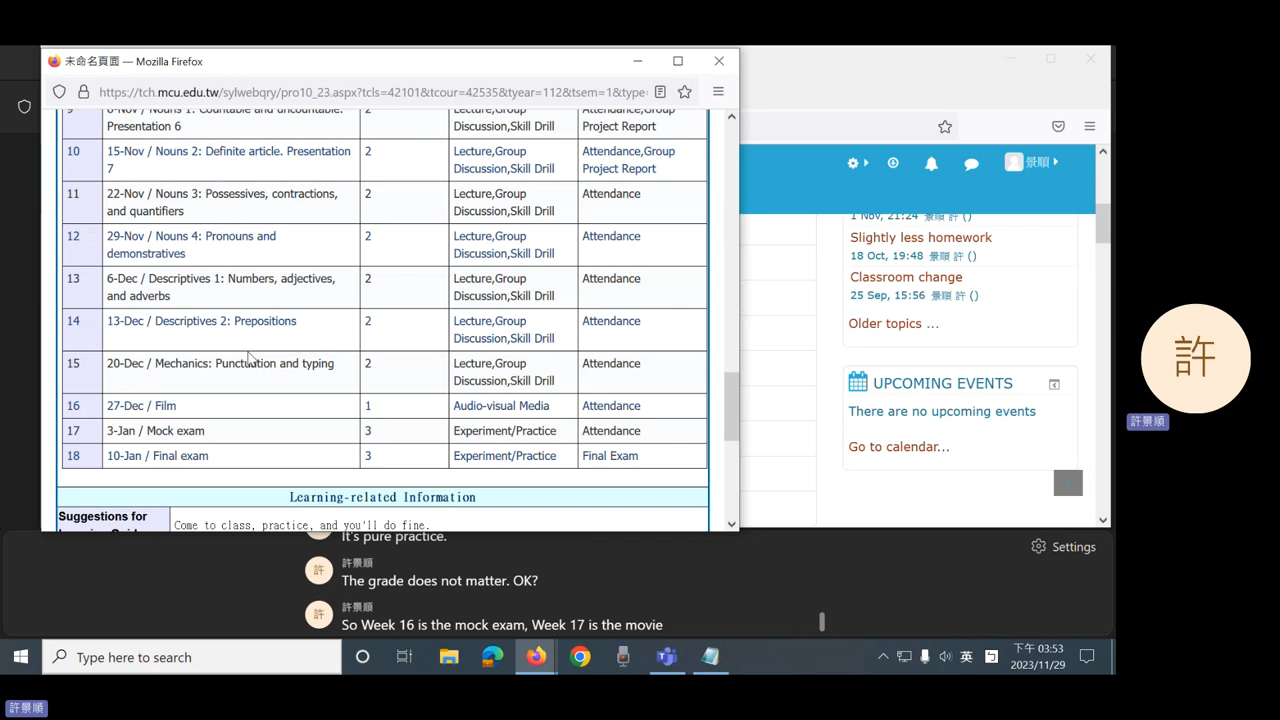 未命名頁面 — Mozilla Firefox
https://tch.mcu.edu.tw/sylwebqry/pro10_23.aspx?tcls=42101&tcour=42535&tyear=112&tsem=1&type
9 8-Nov / Nouns 1: Countable and uncountable. 2 Lecture,Group Attendance,Group
Presentation 6 Discussion,Skill Drill Project Report
10 15-Nov / Nouns 2: Definite article. Presentation 2 Lecture,Group Attendance,Group
7 Discussion,Skill Drill Project Report
11 22-Nov / Nouns 3: Possessives, contractions, 2 Lecture,Group Attendance
and quantifiers Discussion,Skill Drill
12 29-Nov / Nouns 4: Pronouns and 2 Lecture,Group Attendance
demonstratives Discussion,Skill Drill
13 6-Dec / Descriptives 1: Numbers, adjectives, 2 Lecture,Group Attendance
and adverbs Discussion,Skill Drill
14 13-Dec / Descriptives 2: Prepositions 2 Lecture,Group Attendance
Discussion,Skill Drill
15 20-Dec / Mechanics: Punctuation and typing 2 Lecture,Group Attendance
Discussion,Skill Drill
16 27-Dec / Film 1 Audio-visual Media Attendance
17 3-Jan / Mock exam 3 Experiment/Practice Attendance
18 10-Jan / Final exam 3 Experiment/Practice Final Exam
Learning-related Information
Suggestions for
Come to class, practice, and you'll do fine.
景順
1 Nov, 21:24 景順 許 ()
Slightly less homework
18 Oct, 19:48 景順 許 ()
Classroom change
25 Sep, 15:56 景順 許 ()
Older topics ...
UPCOMING EVENTS
There are no upcoming events
Go to calendar...
許
許景順
Settings
It's pure practice.
許 許景順
The grade does not matter. OK?
許 許景順
So Week 16 is the mock exam, Week 17 is the movie
Type here to search
英
下午 03:53
2023/11/29
許景順